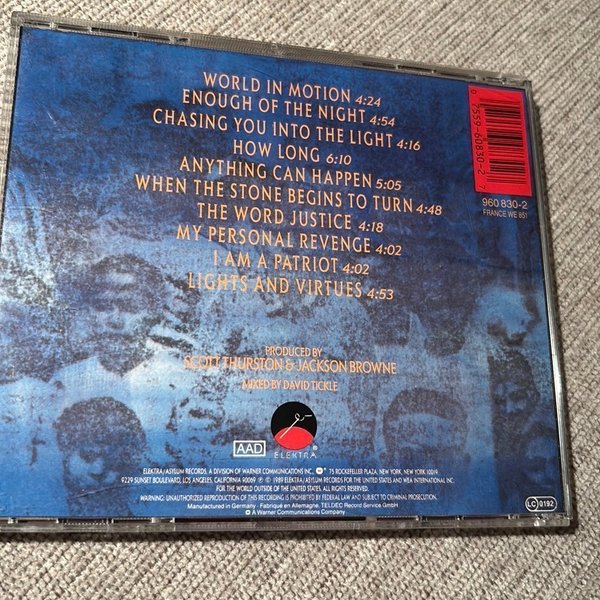 WORLD IN MOTION 4:24
ENOUGH OF THE NIGHT 4:54
CHASING YOU INTO THE LIGHT 4:16
HOW LONG 6:10
ANYTHING CAN HAPPEN 5:05
WHEN THE STONE BEGINS TO TURN 4:48
THE WORD JUSTICE 4:18
MY PERSONAL REVENGE 4:02
I AM A PATRIOT 4:02
LIGHTS AND VIRTUES 4:53
0 7559-60830-2 7
960 830-2
FRANCE WE 851
PRODUCED BY
SCOTT THURSTON & JACKSON BROWNE
MIXED BY DAVID TICKLE
AAD
ELEKTRA ®
ELEKTRA/ASYLUM RECORDS, A DIVISION OF WARNER COMMUNICATIONS INC., 75 ROCKEFELLER PLAZA, NEW YORK, NEW YORK 10019
9229 SUNSET BOULEVARD, LOS ANGELES, CALIFORNIA 90069 ℗ © 1989 ELEKTRA/ASYLUM RECORDS FOR THE UNITED STATES AND WEA INTERNATIONAL INC.
FOR THE WORLD OUTSIDE OF THE UNITED STATES. ALL RIGHTS RESERVED.
WARNING: UNAUTHORIZED REPRODUCTION OF THIS RECORDING IS PROHIBITED BY FEDERAL LAW AND SUBJECT TO CRIMINAL PROSECUTION.
Manufactured in Germany · Fabriqué en Allemagne, TELDEC Record Service GmbH
A Warner Communications Company
LC 0192